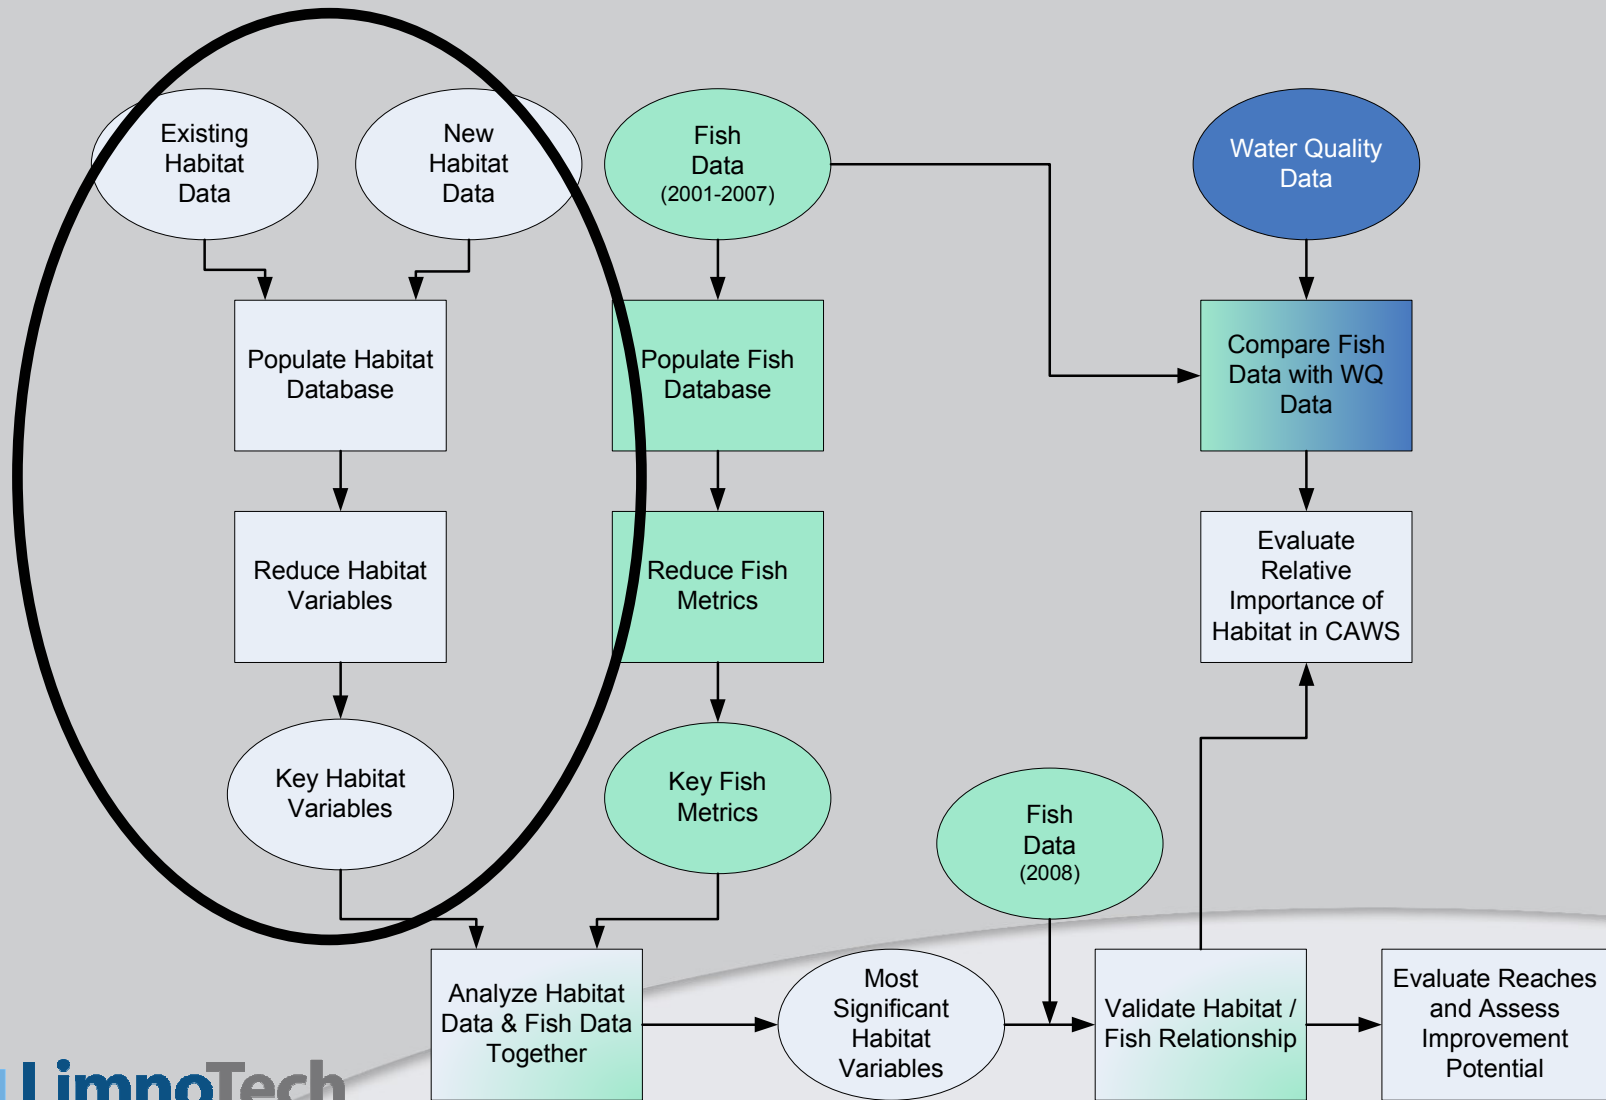 Existing
Habitat
Data
New
Habitat
Data
Fish
Data
(2001-2007)
Water Quality
Data
Populate Habitat
Database
Populate Fish
Database
Compare Fish
Data with WQ
Data
Reduce Habitat
Variables
Reduce Fish
Metrics
Evaluate
Relative
Importance of
Habitat in CAWS
Key Habitat
Variables
Key Fish
Metrics
Fish
Data
(2008)
Analyze Habitat
Data & Fish Data
Together
Most
Significant
Habitat
Variables
Validate Habitat /
Fish Relationship
Evaluate Reaches
and Assess
Improvement
Potential
LimnoTech